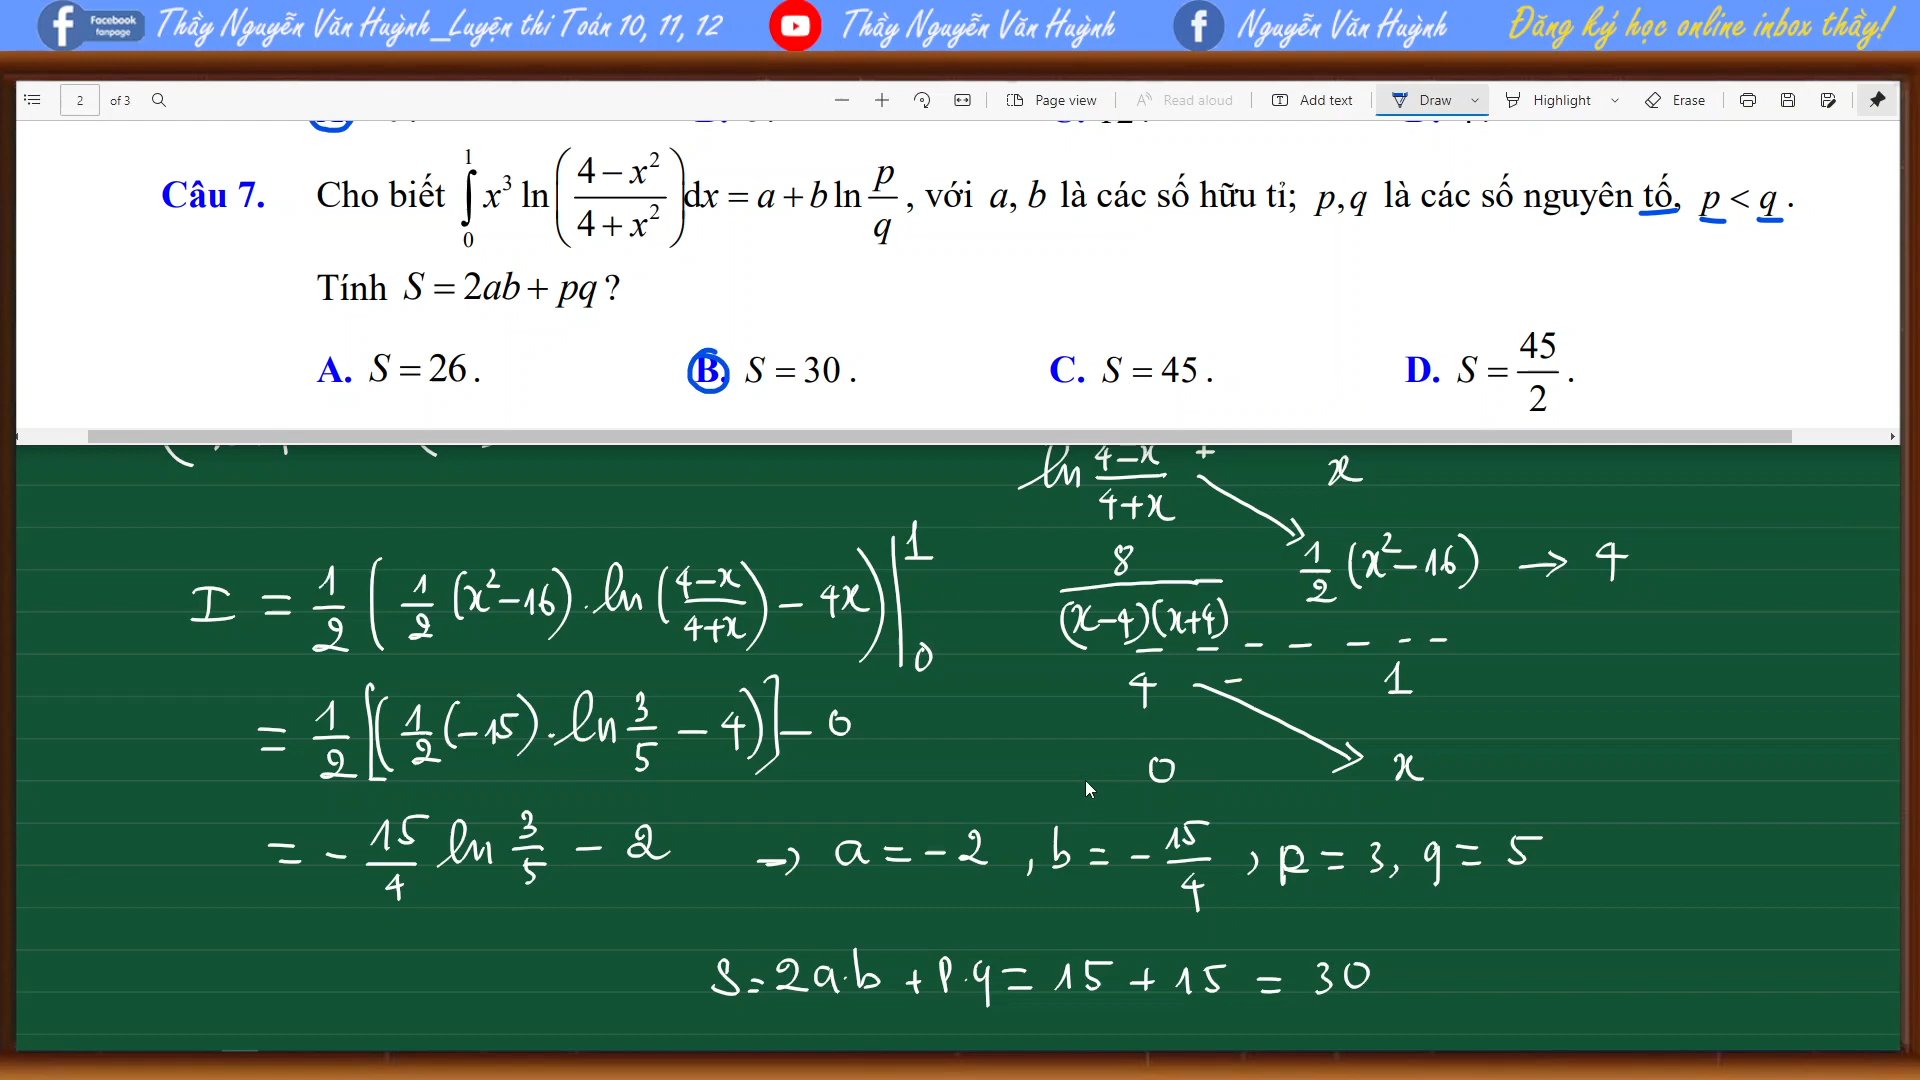 Facebook fanpage Thầy Nguyễn Văn Huỳnh_Luyện thi Toán 10, 11, 12 Thầy Nguyễn Văn Huỳnh Nguyễn Văn Huỳnh Đăng ký học online inbox thầy!
2 of 3 Page view Read aloud Add text Draw Highlight Erase
Câu 7. Cho biết ∫₀¹ x³ ln((4 − x²)/(4 + x²)) dx = a + b ln p/q, với a, b là các số hữu tỉ; p, q là các số nguyên tố, p < q.
Tính S = 2ab + pq?
A. S = 26. B. S = 30. C. S = 45. D. S = 45/2.
ln (4−x)/(4+x) + x
8/((x−4)(x+4)) 1/2 (x²−16) → 4
I = 1/2 (1/2 (x²−16).ln((4−x)/(4+x)) − 4x)|₀¹
= 1/2 [(1/2 (−15).ln 3/5 − 4)] − 0
4 − 1
0 x
= − 15/4 ln 3/5 − 2 → a = −2, b = − 15/4, p = 3, q = 5
S = 2a.b + p.q = 15 + 15 = 30